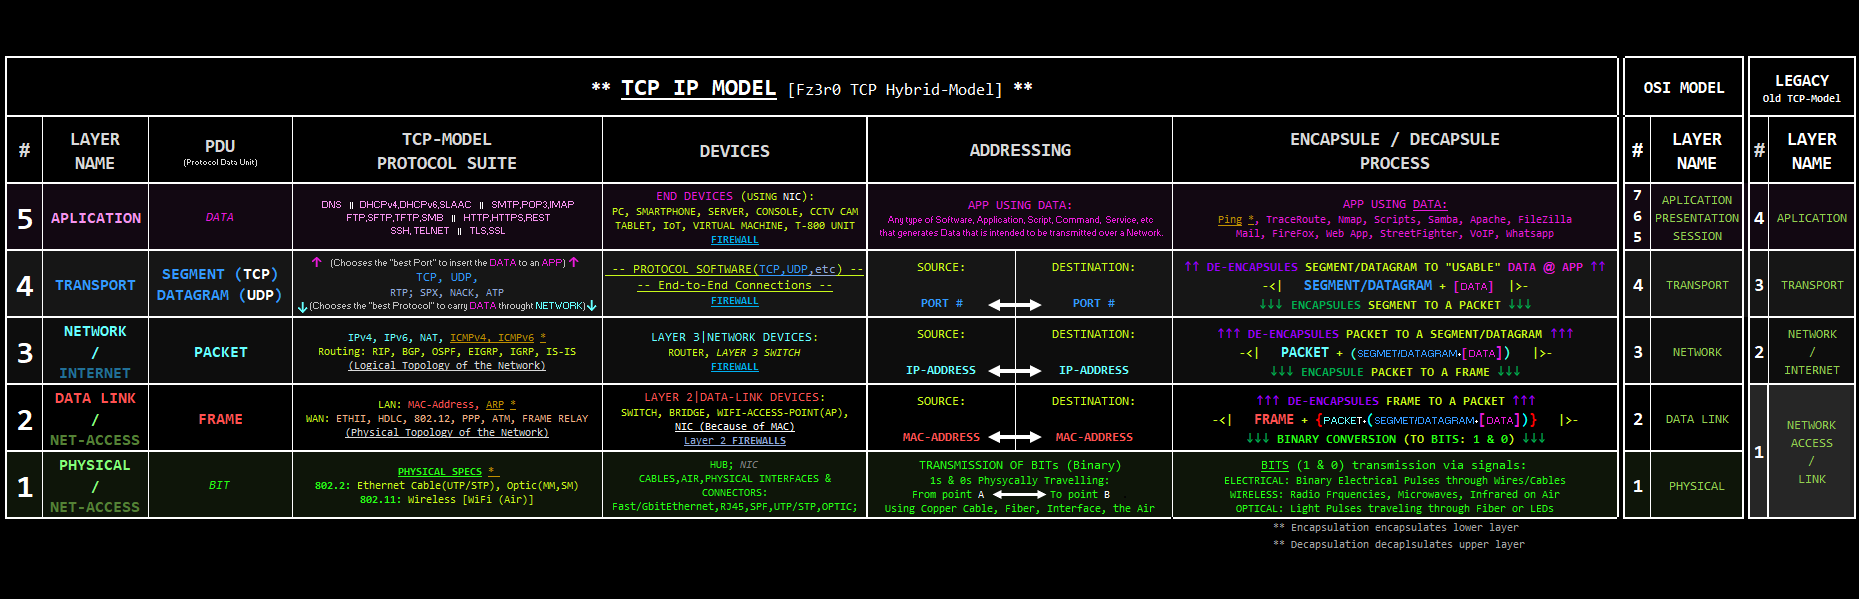 ** TCP IP MODEL [Fz3r0 TCP Hybrid-Model] **
OSI MODEL
LEGACY
Old TCP-Model
#
LAYER
NAME
PDU
(Protocol Data Unit)
TCP-MODEL
PROTOCOL SUITE
DEVICES
ADDRESSING
ENCAPSULE / DECAPSULE
PROCESS
#
LAYER
NAME
#
LAYER
NAME
5
APLICATION
DATA
DNS || DHCPv4,DHCPv6,SLAAC || SMTP,POP3,IMAP
FTP,SFTP,TFTP,SMB || HTTP,HTTPS,REST
SSH, TELNET || TLS,SSL
END DEVICES (USING NIC):
PC, SMARTPHONE, SERVER, CONSOLE, CCTV CAM
TABLET, IoT, VIRTUAL MACHINE, T-800 UNIT
FIREWALL
APP USING DATA:
Any type of Software, Application, Script, Command, Service, etc
that generates Data that is intended to be transmitted over a Network.
APP USING DATA:
Ping *, TraceRoute, Nmap, Scripts, Samba, Apache, FileZilla
Mail, FireFox, Web App, StreetFighter, VoIP, Whatsapp
7
6
5
APLICATION
PRESENTATION
SESSION
4
APLICATION
4
TRANSPORT
SEGMENT (TCP)
DATAGRAM (UDP)
↑ (Chooses the "best Port" to insert the DATA to an APP) ↑
TCP, UDP,
RTP; SPX, NACK, ATP
↓(Chooses the "best Protocol" to carry DATA throught NETWORK)↓
-- PROTOCOL SOFTWARE(TCP,UDP,etc) --
-- End-to-End Connections --
FIREWALL
SOURCE:
PORT #
DESTINATION:
PORT #
↑↑ DE-ENCAPSULES SEGMENT/DATAGRAM TO "USABLE" DATA @ APP ↑↑
-<| SEGMENT/DATAGRAM + [DATA] |>-
↓↓↓ ENCAPSULES SEGMENT TO A PACKET ↓↓↓
4
TRANSPORT
3
TRANSPORT
3
NETWORK
/
INTERNET
PACKET
IPv4, IPv6, NAT, ICMPv4, ICMPv6 *
Routing: RIP, BGP, OSPF, EIGRP, IGRP, IS-IS
(Logical Topology of the Network)
LAYER 3|NETWORK DEVICES:
ROUTER, LAYER 3 SWITCH
FIREWALL
SOURCE:
IP-ADDRESS
DESTINATION:
IP-ADDRESS
↑↑↑ DE-ENCAPSULES PACKET TO A SEGMENT/DATAGRAM ↑↑↑
-<| PACKET + (SEGMET/DATAGRAM+[DATA]) |>-
↓↓↓ ENCAPSULE PACKET TO A FRAME ↓↓↓
3
NETWORK
2
NETWORK
/
INTERNET
2
DATA LINK
/
NET-ACCESS
FRAME
LAN: MAC-Address, ARP *
WAN: ETHII, HDLC, 802.12, PPP, ATM, FRAME RELAY
(Physical Topology of the Network)
LAYER 2|DATA-LINK DEVICES:
SWITCH, BRIDGE, WIFI-ACCESS-POINT(AP),
NIC (Because of MAC)
Layer 2 FIREWALLS
SOURCE:
MAC-ADDRESS
DESTINATION:
MAC-ADDRESS
↑↑↑ DE-ENCAPSULES FRAME TO A PACKET ↑↑↑
-<| FRAME + {PACKET+(SEGMET/DATAGRAM+[DATA])} |>-
↓↓↓ BINARY CONVERSION (TO BITS: 1 & 0) ↓↓↓
2
DATA LINK
1
NETWORK
ACCESS
/
LINK
1
PHYSICAL
/
NET-ACCESS
BIT
PHYSICAL SPECS *
802.2: Ethernet Cable(UTP/STP), Optic(MM,SM)
802.11: Wireless [WiFi (Air)]
HUB; NIC
CABLES,AIR,PHYSICAL INTERFACES &
CONNECTORS:
Fast/GbitEthernet,RJ45,SPF,UTP/STP,OPTIC;
TRANSMISSION OF BITs (Binary)
1s & 0s Physycally Travelling:
From point A To point B
Using Copper Cable, Fiber, Interface, the Air
BITS (1 & 0) transmission via signals:
ELECTRICAL: Binary Electrical Pulses through Wires/Cables
WIRELESS: Radio Frquencies, Microwaves, Infrared on Air
OPTICAL: Light Pulses traveling through Fiber or LEDs
1
PHYSICAL
** Encapsulation encapsulates lower layer
** Decapsulation decaplsulates upper layer